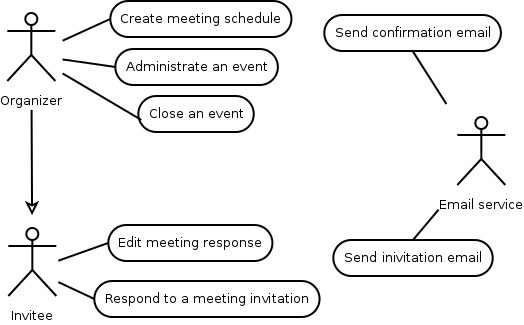 Create meeting schedule
Send confirmation email
Administrate an event
Organizer
Close an event
Email service
Edit meeting response
Send inivitation email
Respond to a meeting invitation
Invitee